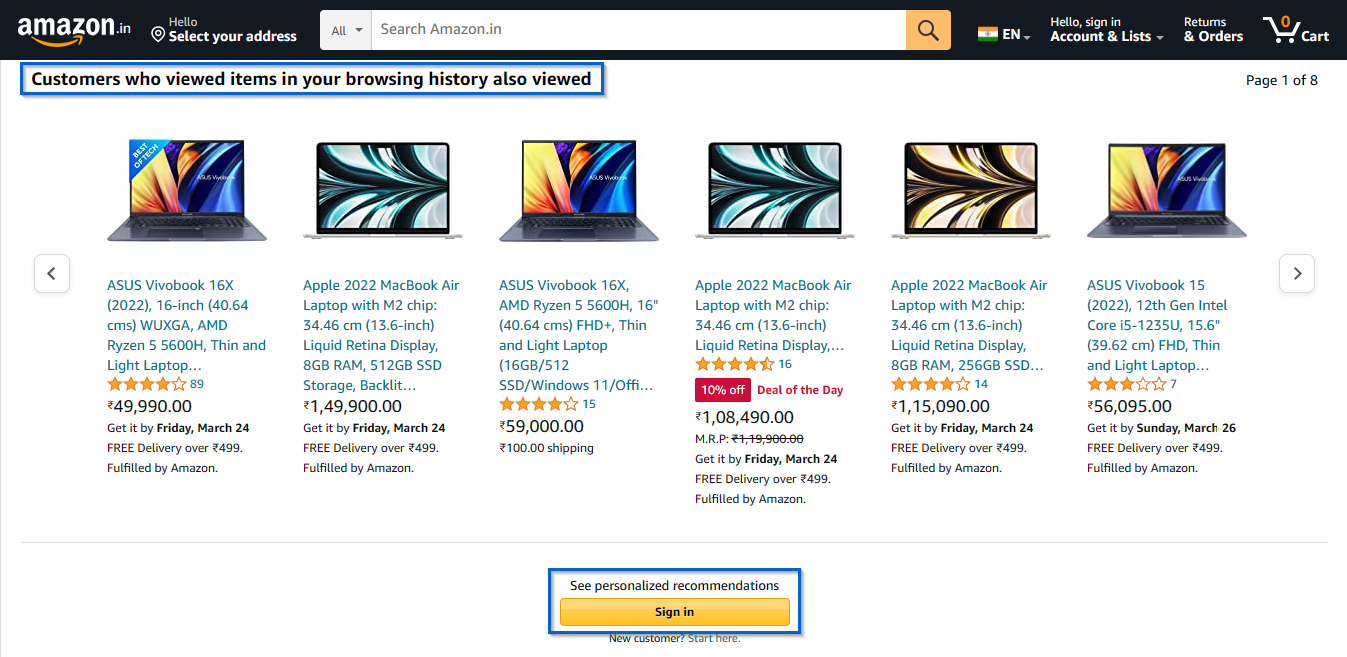 amazon.in
Hello
Select your address
All
Search Amazon.in
EN
Hello, sign in
Account & Lists
Returns
& Orders
0
Cart
Customers who viewed items in your browsing history also viewed
Page 1 of 8
BEST
OF TECH
ASUS Vivobook
ASUS Vivobook 16X
(2022), 16-inch (40.64
cms) WUXGA, AMD
Ryzen 5 5600H, Thin and
Light Laptop...
89
₹49,990.00
Get it by Friday, March 24
FREE Delivery over ₹499.
Fulfilled by Amazon.
Apple 2022 MacBook Air
Laptop with M2 chip:
34.46 cm (13.6-inch)
Liquid Retina Display,
8GB RAM, 512GB SSD
Storage, Backlit...
₹1,49,900.00
Get it by Friday, March 24
FREE Delivery over ₹499.
Fulfilled by Amazon.
ASUS Vivobook
ASUS Vivobook 16X,
AMD Ryzen 5 5600H, 16"
(40.64 cms) FHD+, Thin
and Light Laptop
(16GB/512
SSD/Windows 11/Offi...
15
₹59,000.00
₹100.00 shipping
Apple 2022 MacBook Air
Laptop with M2 chip:
34.46 cm (13.6-inch)
Liquid Retina Display,...
16
10% off Deal of the Day
₹1,08,490.00
M.R.P: ₹1,19,900.00
Get it by Friday, March 24
FREE Delivery over ₹499.
Fulfilled by Amazon.
Apple 2022 MacBook Air
Laptop with M2 chip:
34.46 cm (13.6-inch)
Liquid Retina Display,
8GB RAM, 256GB SSD...
14
₹1,15,090.00
Get it by Friday, March 24
FREE Delivery over ₹499.
Fulfilled by Amazon.
ASUS Vivobook
ASUS Vivobook 15
(2022), 12th Gen Intel
Core i5-1235U, 15.6"
(39.62 cm) FHD, Thin
and Light Laptop...
7
₹56,095.00
Get it by Sunday, March 26
FREE Delivery over ₹499.
Fulfilled by Amazon.
See personalized recommendations
Sign in
New customer? Start here.